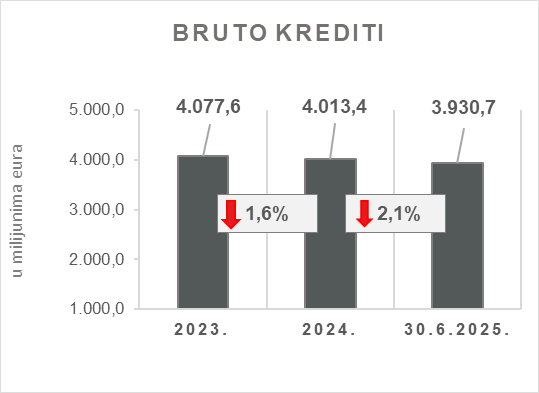 BRUTO KREDITI
4.077,6 4.013,4 3.930,7
5.000,0
4.000,0
3.000,0
2.000,0
1.000,0
u milijunima eura
1,6% 2,1%
2023. 2024. 30.6.2025.